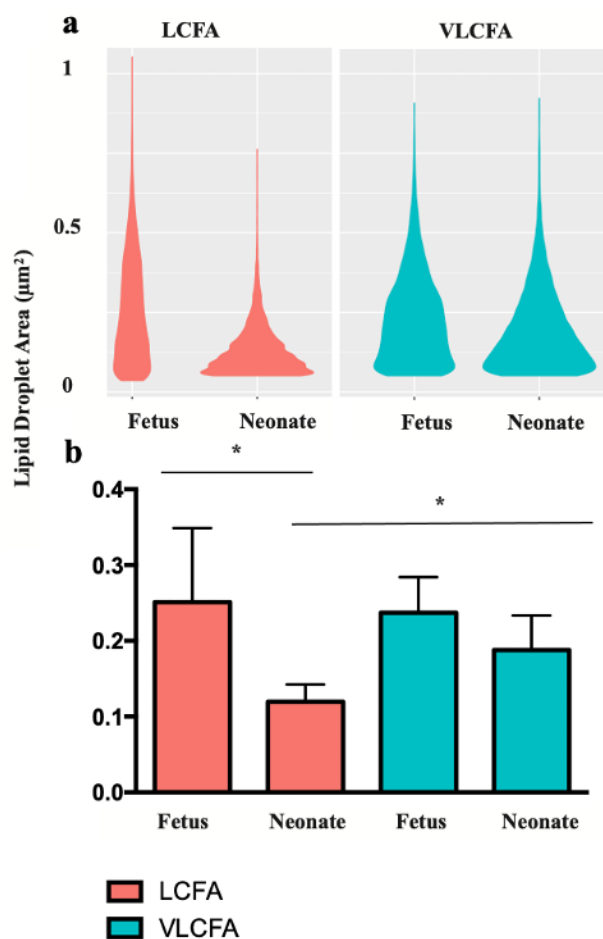 a
LCFA
VLCFA
1
0.5
0
Lipid Droplet Area (µm²)
Fetus
Neonate
Fetus
Neonate
b
*
*
0.4
0.3
0.2
0.1
0.0
Fetus
Neonate
Fetus
Neonate
LCFA
VLCFA